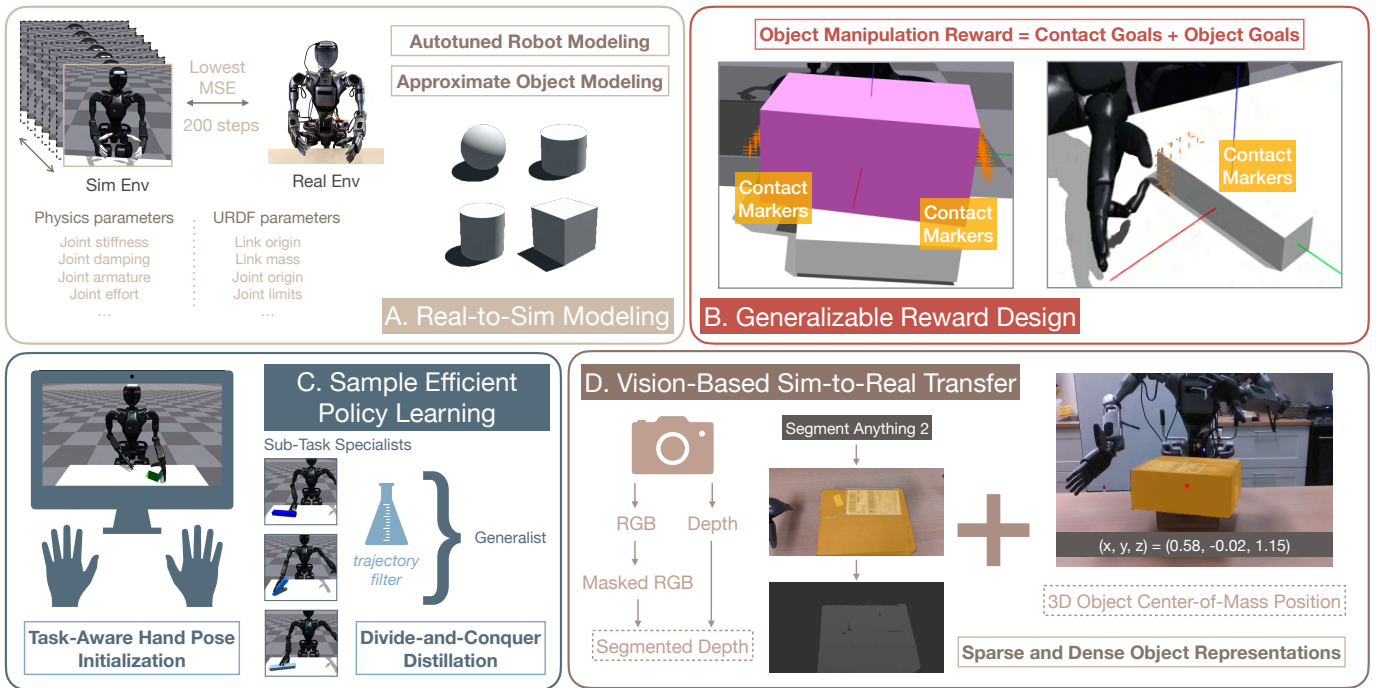 Lowest
MSE
200 steps
Sim Env
Real Env
Autotuned Robot Modeling
Approximate Object Modeling
Physics parameters
Joint stiffness
Joint damping
Joint armature
Joint effort
...
URDF parameters
Link origin
Link mass
Joint origin
Joint limits
...
A. Real-to-Sim Modeling
Object Manipulation Reward = Contact Goals + Object Goals
Contact
Markers
Contact
Markers
Contact
Markers
B. Generalizable Reward Design
C. Sample Efficient
Policy Learning
Sub-Task Specialists
trajectory
filter
Generalist
Task-Aware Hand Pose
Initialization
Divide-and-Conquer
Distillation
D. Vision-Based Sim-to-Real Transfer
RGB
Depth
Masked RGB
Segmented Depth
Segment Anything 2
(x, y, z) = (0.58, -0.02, 1.15)
3D Object Center-of-Mass Position
Sparse and Dense Object Representations